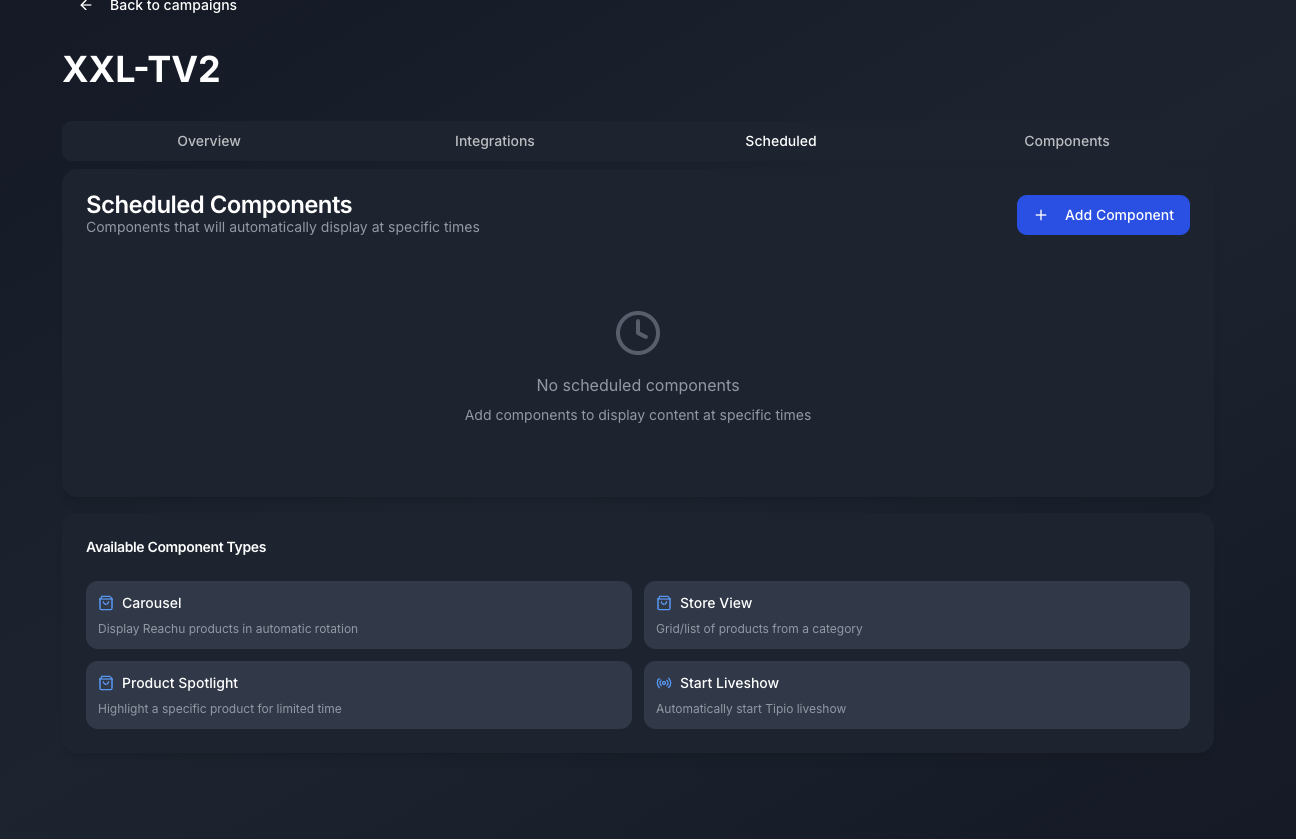 Back to campaigns
XXL-TV2
Overview
Integrations
Scheduled
Components
Scheduled Components
Components that will automatically display at specific times
Add Component
No scheduled components
Add components to display content at specific times
Available Component Types
Carousel
Display Reachu products in automatic rotation
Store View
Grid/list of products from a category
Product Spotlight
Highlight a specific product for limited time
Start Liveshow
Automatically start Tipio liveshow